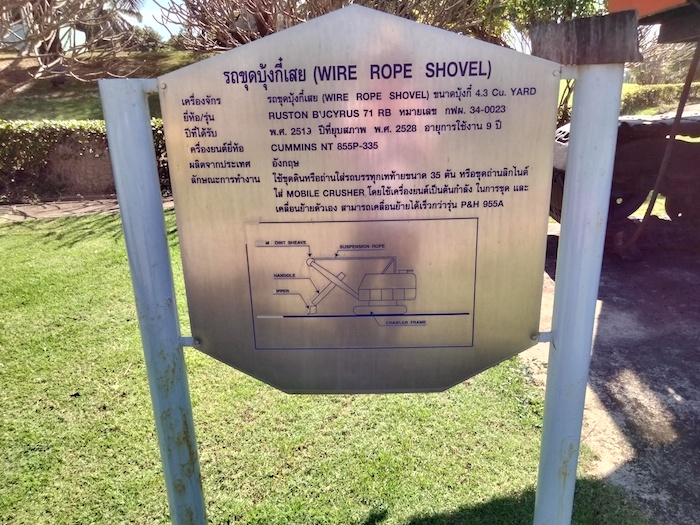 รถขุดบุ้งกี๋เสย (WIRE ROPE SHOVEL)
เครื่องจักร รถขุดบุ้งกี๋เสย (WIRE ROPE SHOVEL) ขนาดบุ้งกี๋ 4.3 Cu. YARD
ยี่ห้อ/รุ่น RUSTON BUCYRUS 71 RB หมายเลข กฟผ. 34-0023
ปีที่ได้รับ พ.ศ. 2519 ปีที่ยุบสภาพ พ.ศ. 2528 อายุการใช้งาน 9 ปี
เครื่องยนต์ยี่ห้อ CUMMINS NT 855P-335
ผลิตจากประเทศ อังกฤษ
ลักษณะการทำงาน ใช้ขุดดินหรือถ่านใส่รถบรรทุกเทท้ายขนาด 35 ตัน หรือขุดถ่านลิกไนต์
ใส่ MOBILE CRUSHER โดยใช้เครื่องยนต์เป็นต้นกำลัง ในการขุด และ
เคลื่อนย้ายตัวเอง สามารถเคลื่อนย้ายได้เร็วกว่ารุ่น P&H 955A
OINT SHEAVE
SUSPENSION ROPE
HANDDLE
IPPER
CRAWLER FRAME